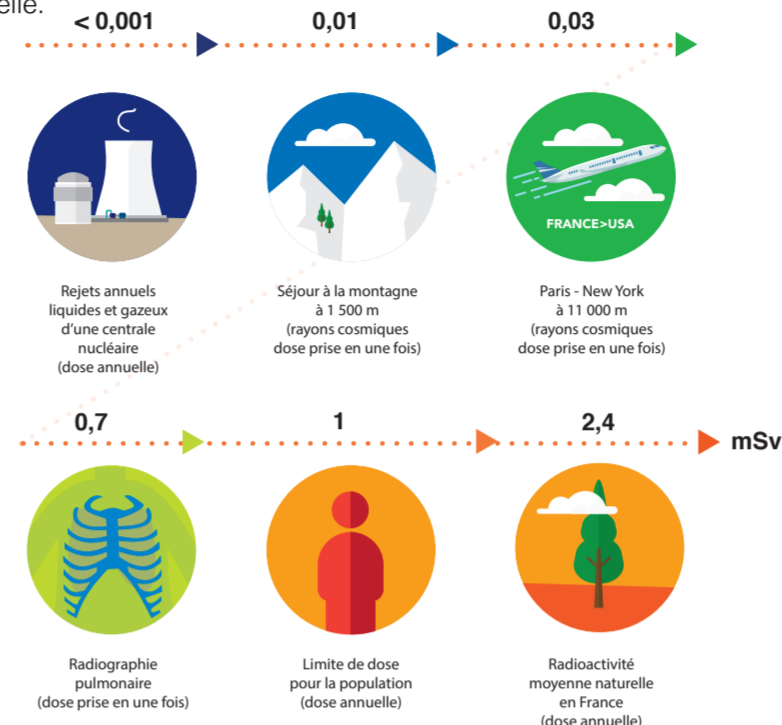 elle.
< 0,001
0,01
0,03
FRANCE>USA
Rejets annuels
liquides et gazeux
d'une centrale
nucléaire
(dose annuelle)
Séjour à la montagne
à 1 500 m
(rayons cosmiques
dose prise en une fois)
Paris - New York
à 11 000 m
(rayons cosmiques
dose prise en une fois)
0,7
1
2,4
mSv
Radiographie
pulmonaire
(dose prise en une fois)
Limite de dose
pour la population
(dose annuelle)
Radioactivité
moyenne naturelle
en France
(dose annuelle)